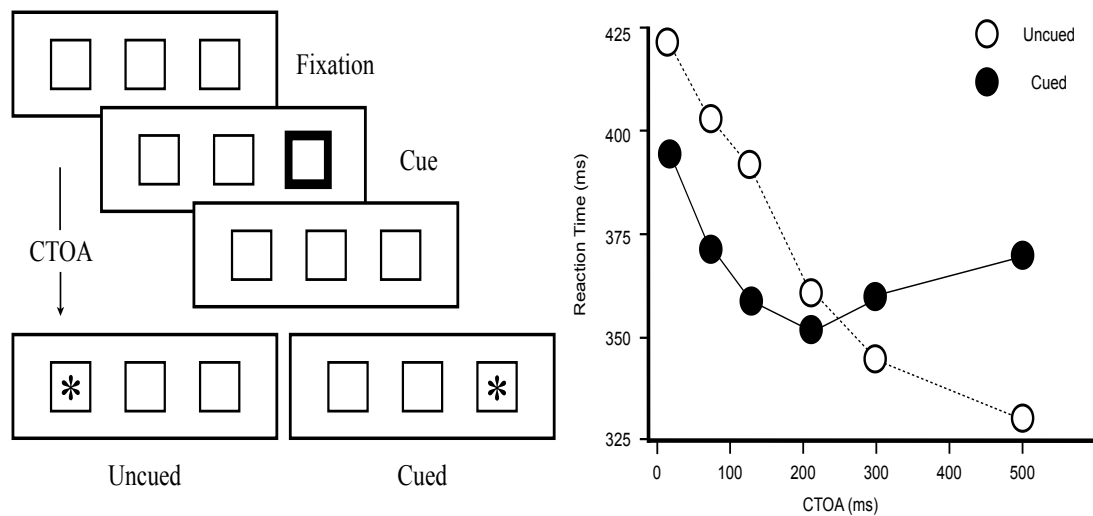 Fixation
Cue
CTOA
*
*
Uncued
Cued
Reaction Time (ms)
425
400
375
350
325
0 100 200 300 400 500
CTOA (ms)
Uncued
Cued